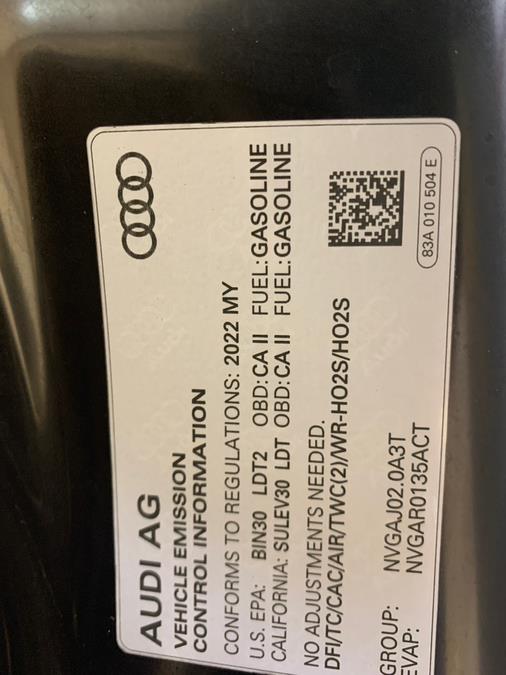 AUDI AG
VEHICLE EMISSION
CONTROL INFORMATION
CONFORMS TO REGULATIONS: 2022 MY
U.S. EPA: BIN30 LDT2 OBD: CA II FUEL: GASOLINE
CALIFORNIA: SULEV30 LDT OBD: CA II FUEL: GASOLINE
NO ADJUSTMENTS NEEDED.
DFI/TC/CAC/AIR/TWC(2)/WR-HO2S/HO2S
GROUP: NVGAJ02.0A3T
EVAP: NVGAR0135ACT
83A 010 504 E